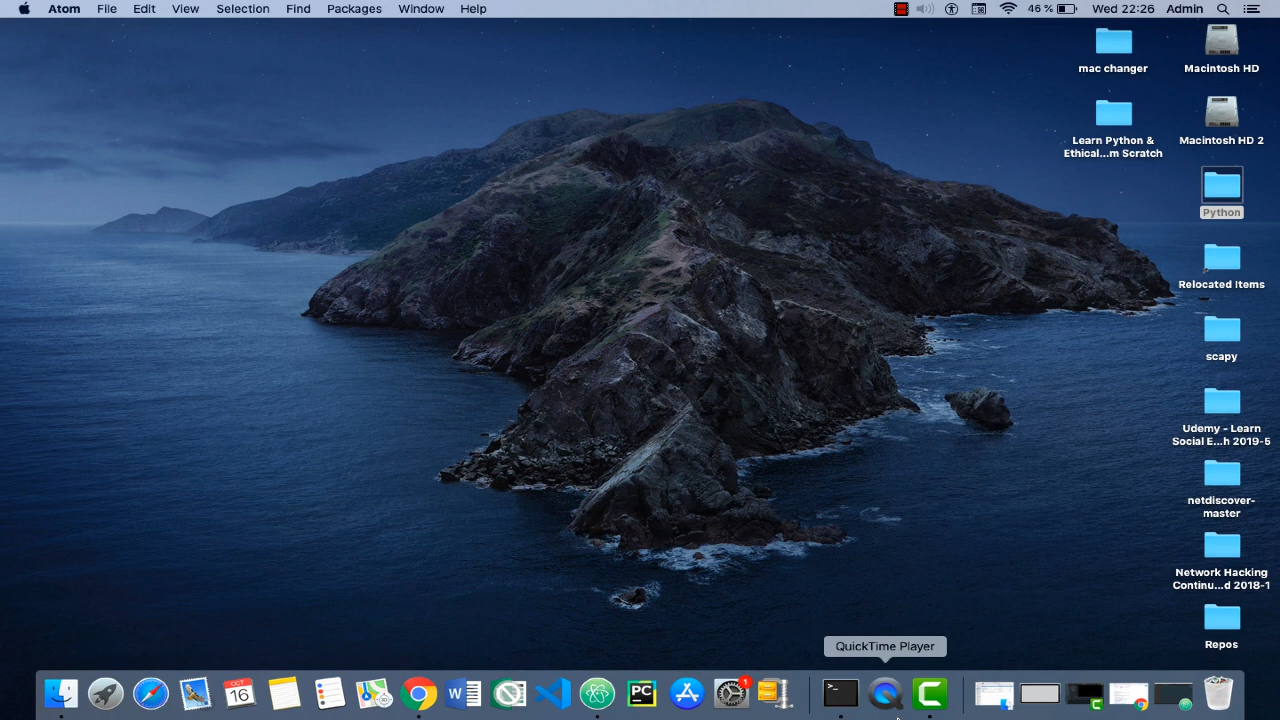 Atom File Edit View Selection Find Packages Window Help 46 % Wed 22:26 Admin
mac changer
Macintosh HD
Learn Python &
Ethical...m Scratch
Macintosh HD 2
Python
Relocated Items
scapy
Udemy - Learn
Social E...h 2019-5
netdiscover-
master
Network Hacking
Continu...d 2018-1
Repos
QuickTime Player
OCT
16
W
PC
1
>_
C